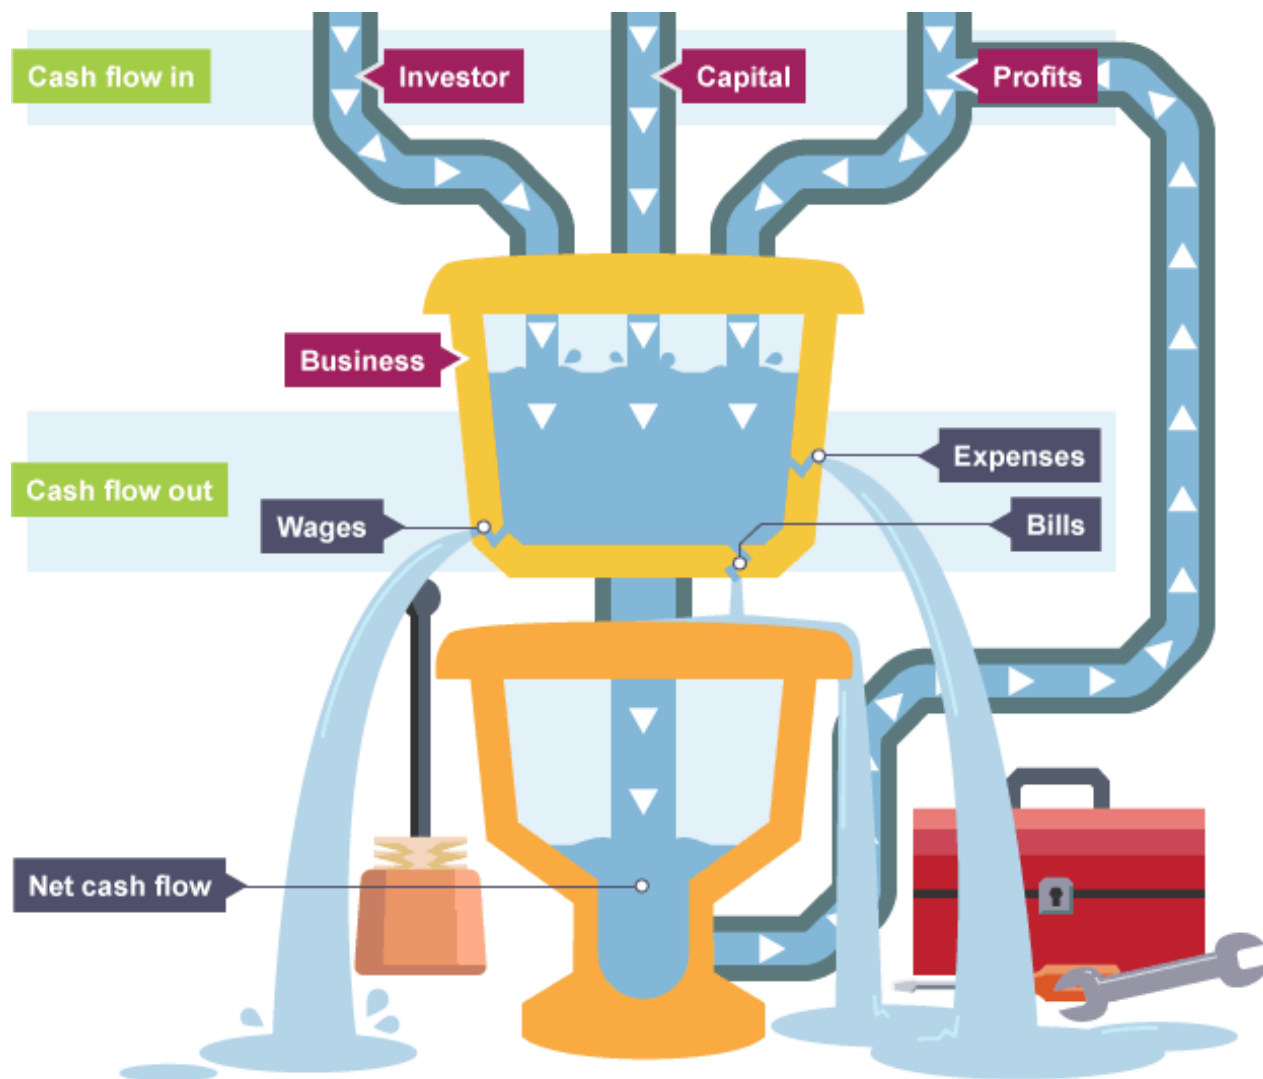 Cash flow in
Investor
Capital
Profits
Business
Cash flow out
Expenses
Wages
Bills
Net cash flow